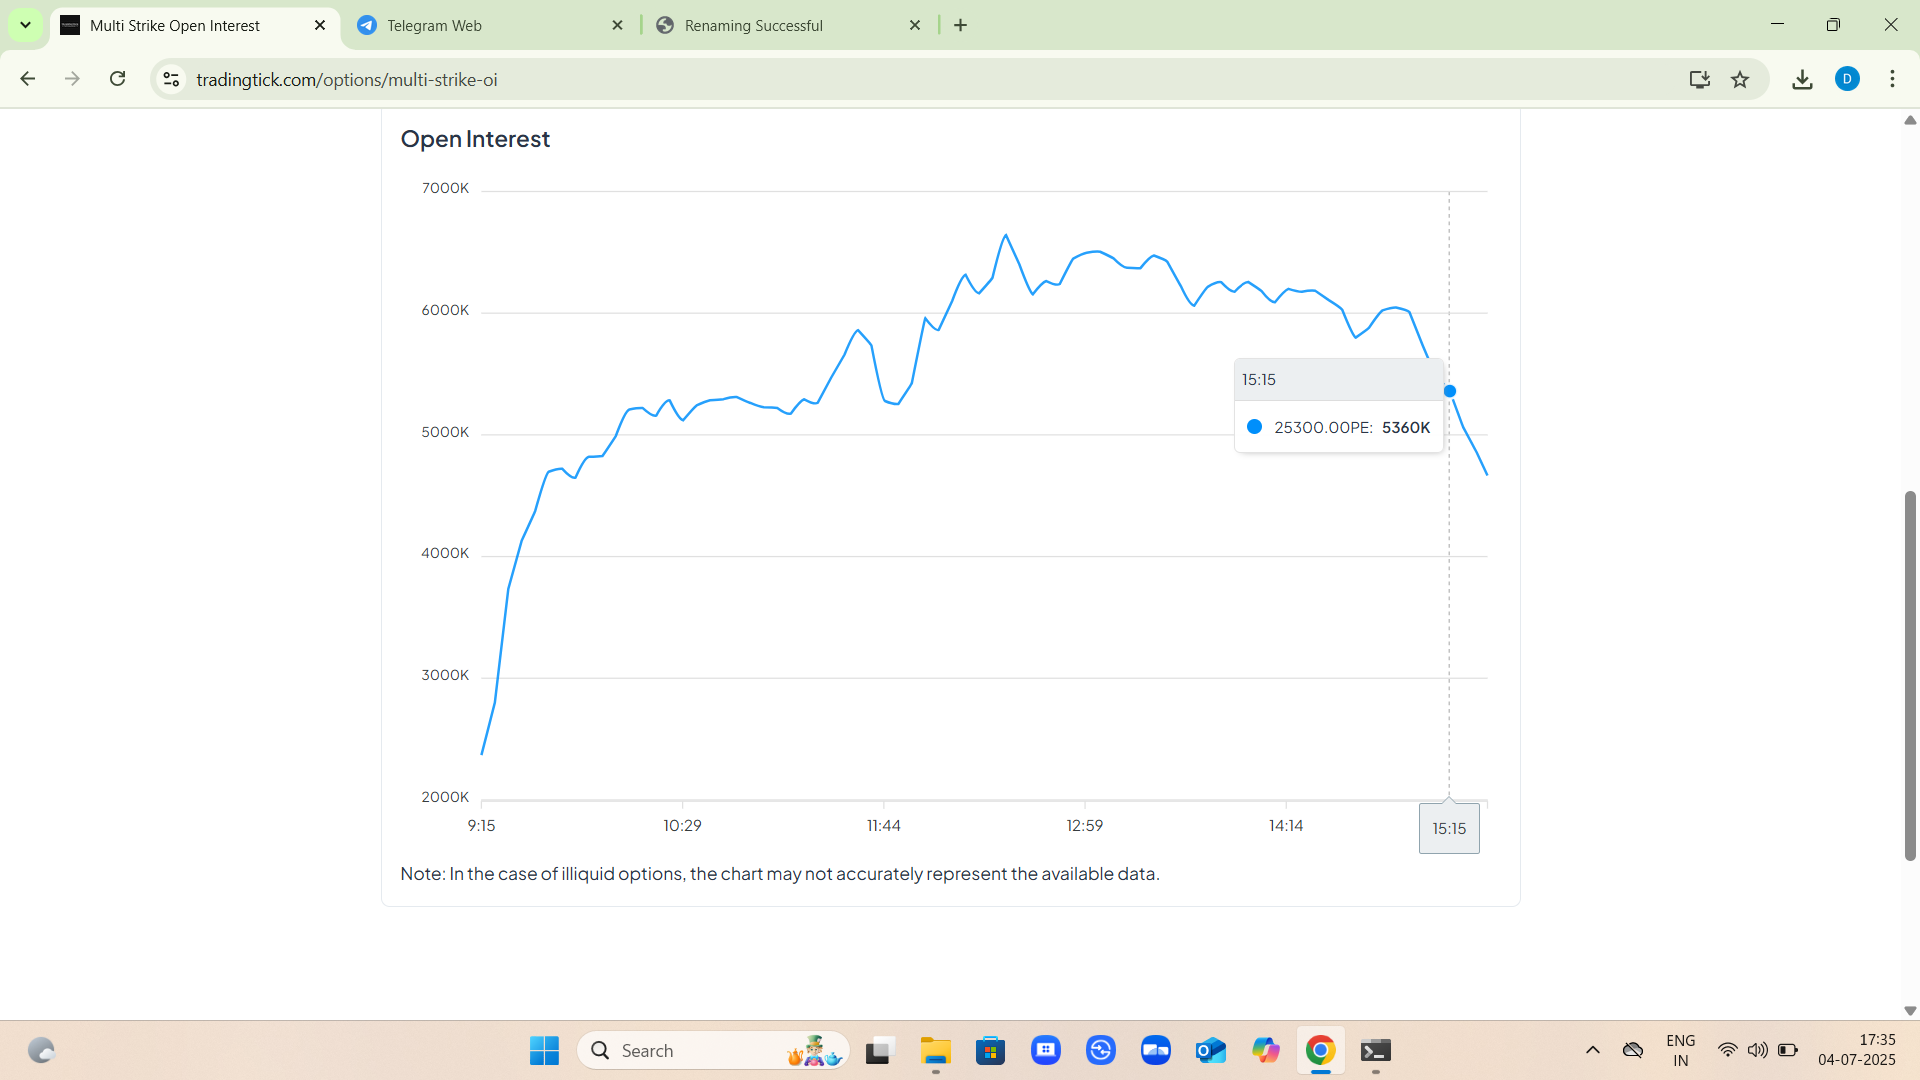 Multi Strike Open Interest
Telegram Web
Renaming Successful
tradingtick.com/options/multi-strike-oi
D
Open Interest
7000K
6000K
5000K
4000K
3000K
2000K
15:15
25300.00PE: 5360K
9:15
10:29
11:44
12:59
14:14
15:15
Note: In the case of illiquid options, the chart may not accurately represent the available data.
Search
ENG
IN
17:35
04-07-2025